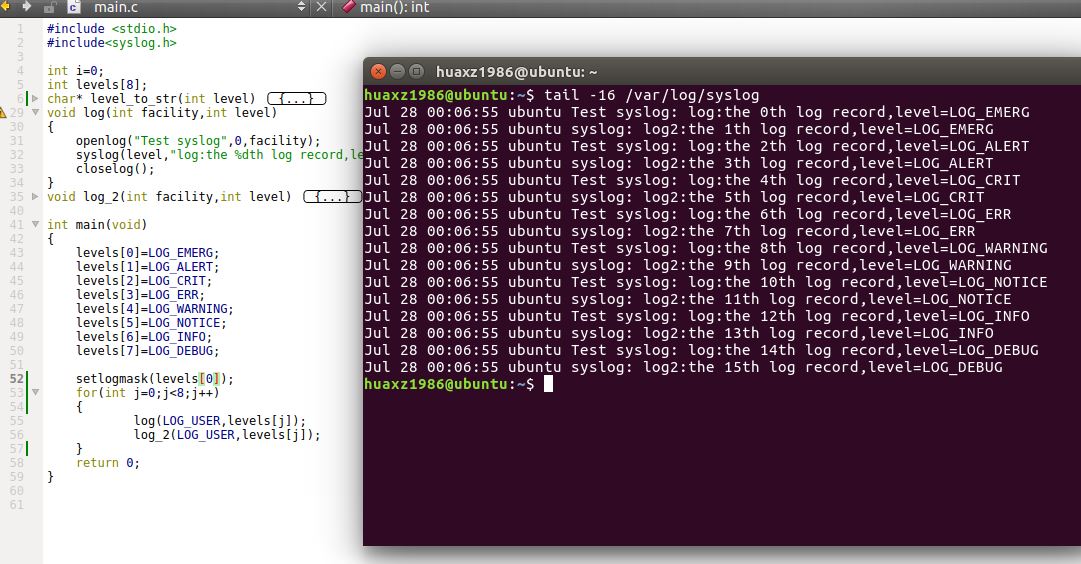 main.c
main(): int
1 #include <stdio.h>
2 #include<syslog.h>
3
4 int i=0;
5 int levels[8];
6 char* level_to_str(int level) {...}
29 void log(int facility,int level)
30 {
31 openlog("Test syslog",0,facility);
32 syslog(level,"log:the %dth log record,le
33 closelog();
34 }
35 void log_2(int facility,int level) {...}
40
41 int main(void)
42 {
43 levels[0]=LOG_EMERG;
44 levels[1]=LOG_ALERT;
45 levels[2]=LOG_CRIT;
46 levels[3]=LOG_ERR;
47 levels[4]=LOG_WARNING;
48 levels[5]=LOG_NOTICE;
49 levels[6]=LOG_INFO;
50 levels[7]=LOG_DEBUG;
51
52 setlogmask(levels[0]);
53 for(int j=0;j<8;j++)
54 {
55 log(LOG_USER,levels[j]);
56 log_2(LOG_USER,levels[j]);
57 }
58 return 0;
59 }
60
61
huaxz1986@ubuntu: ~
huaxz1986@ubuntu:~$ tail -16 /var/log/syslog
Jul 28 00:06:55 ubuntu Test syslog: log:the 0th log record,level=LOG_EMERG
Jul 28 00:06:55 ubuntu syslog: log2:the 1th log record,level=LOG_EMERG
Jul 28 00:06:55 ubuntu Test syslog: log:the 2th log record,level=LOG_ALERT
Jul 28 00:06:55 ubuntu syslog: log2:the 3th log record,level=LOG_ALERT
Jul 28 00:06:55 ubuntu Test syslog: log:the 4th log record,level=LOG_CRIT
Jul 28 00:06:55 ubuntu syslog: log2:the 5th log record,level=LOG_CRIT
Jul 28 00:06:55 ubuntu Test syslog: log:the 6th log record,level=LOG_ERR
Jul 28 00:06:55 ubuntu syslog: log2:the 7th log record,level=LOG_ERR
Jul 28 00:06:55 ubuntu Test syslog: log:the 8th log record,level=LOG_WARNING
Jul 28 00:06:55 ubuntu syslog: log2:the 9th log record,level=LOG_WARNING
Jul 28 00:06:55 ubuntu Test syslog: log:the 10th log record,level=LOG_NOTICE
Jul 28 00:06:55 ubuntu syslog: log2:the 11th log record,level=LOG_NOTICE
Jul 28 00:06:55 ubuntu Test syslog: log:the 12th log record,level=LOG_INFO
Jul 28 00:06:55 ubuntu syslog: log2:the 13th log record,level=LOG_INFO
Jul 28 00:06:55 ubuntu Test syslog: log:the 14th log record,level=LOG_DEBUG
Jul 28 00:06:55 ubuntu syslog: log2:the 15th log record,level=LOG_DEBUG
huaxz1986@ubuntu:~$